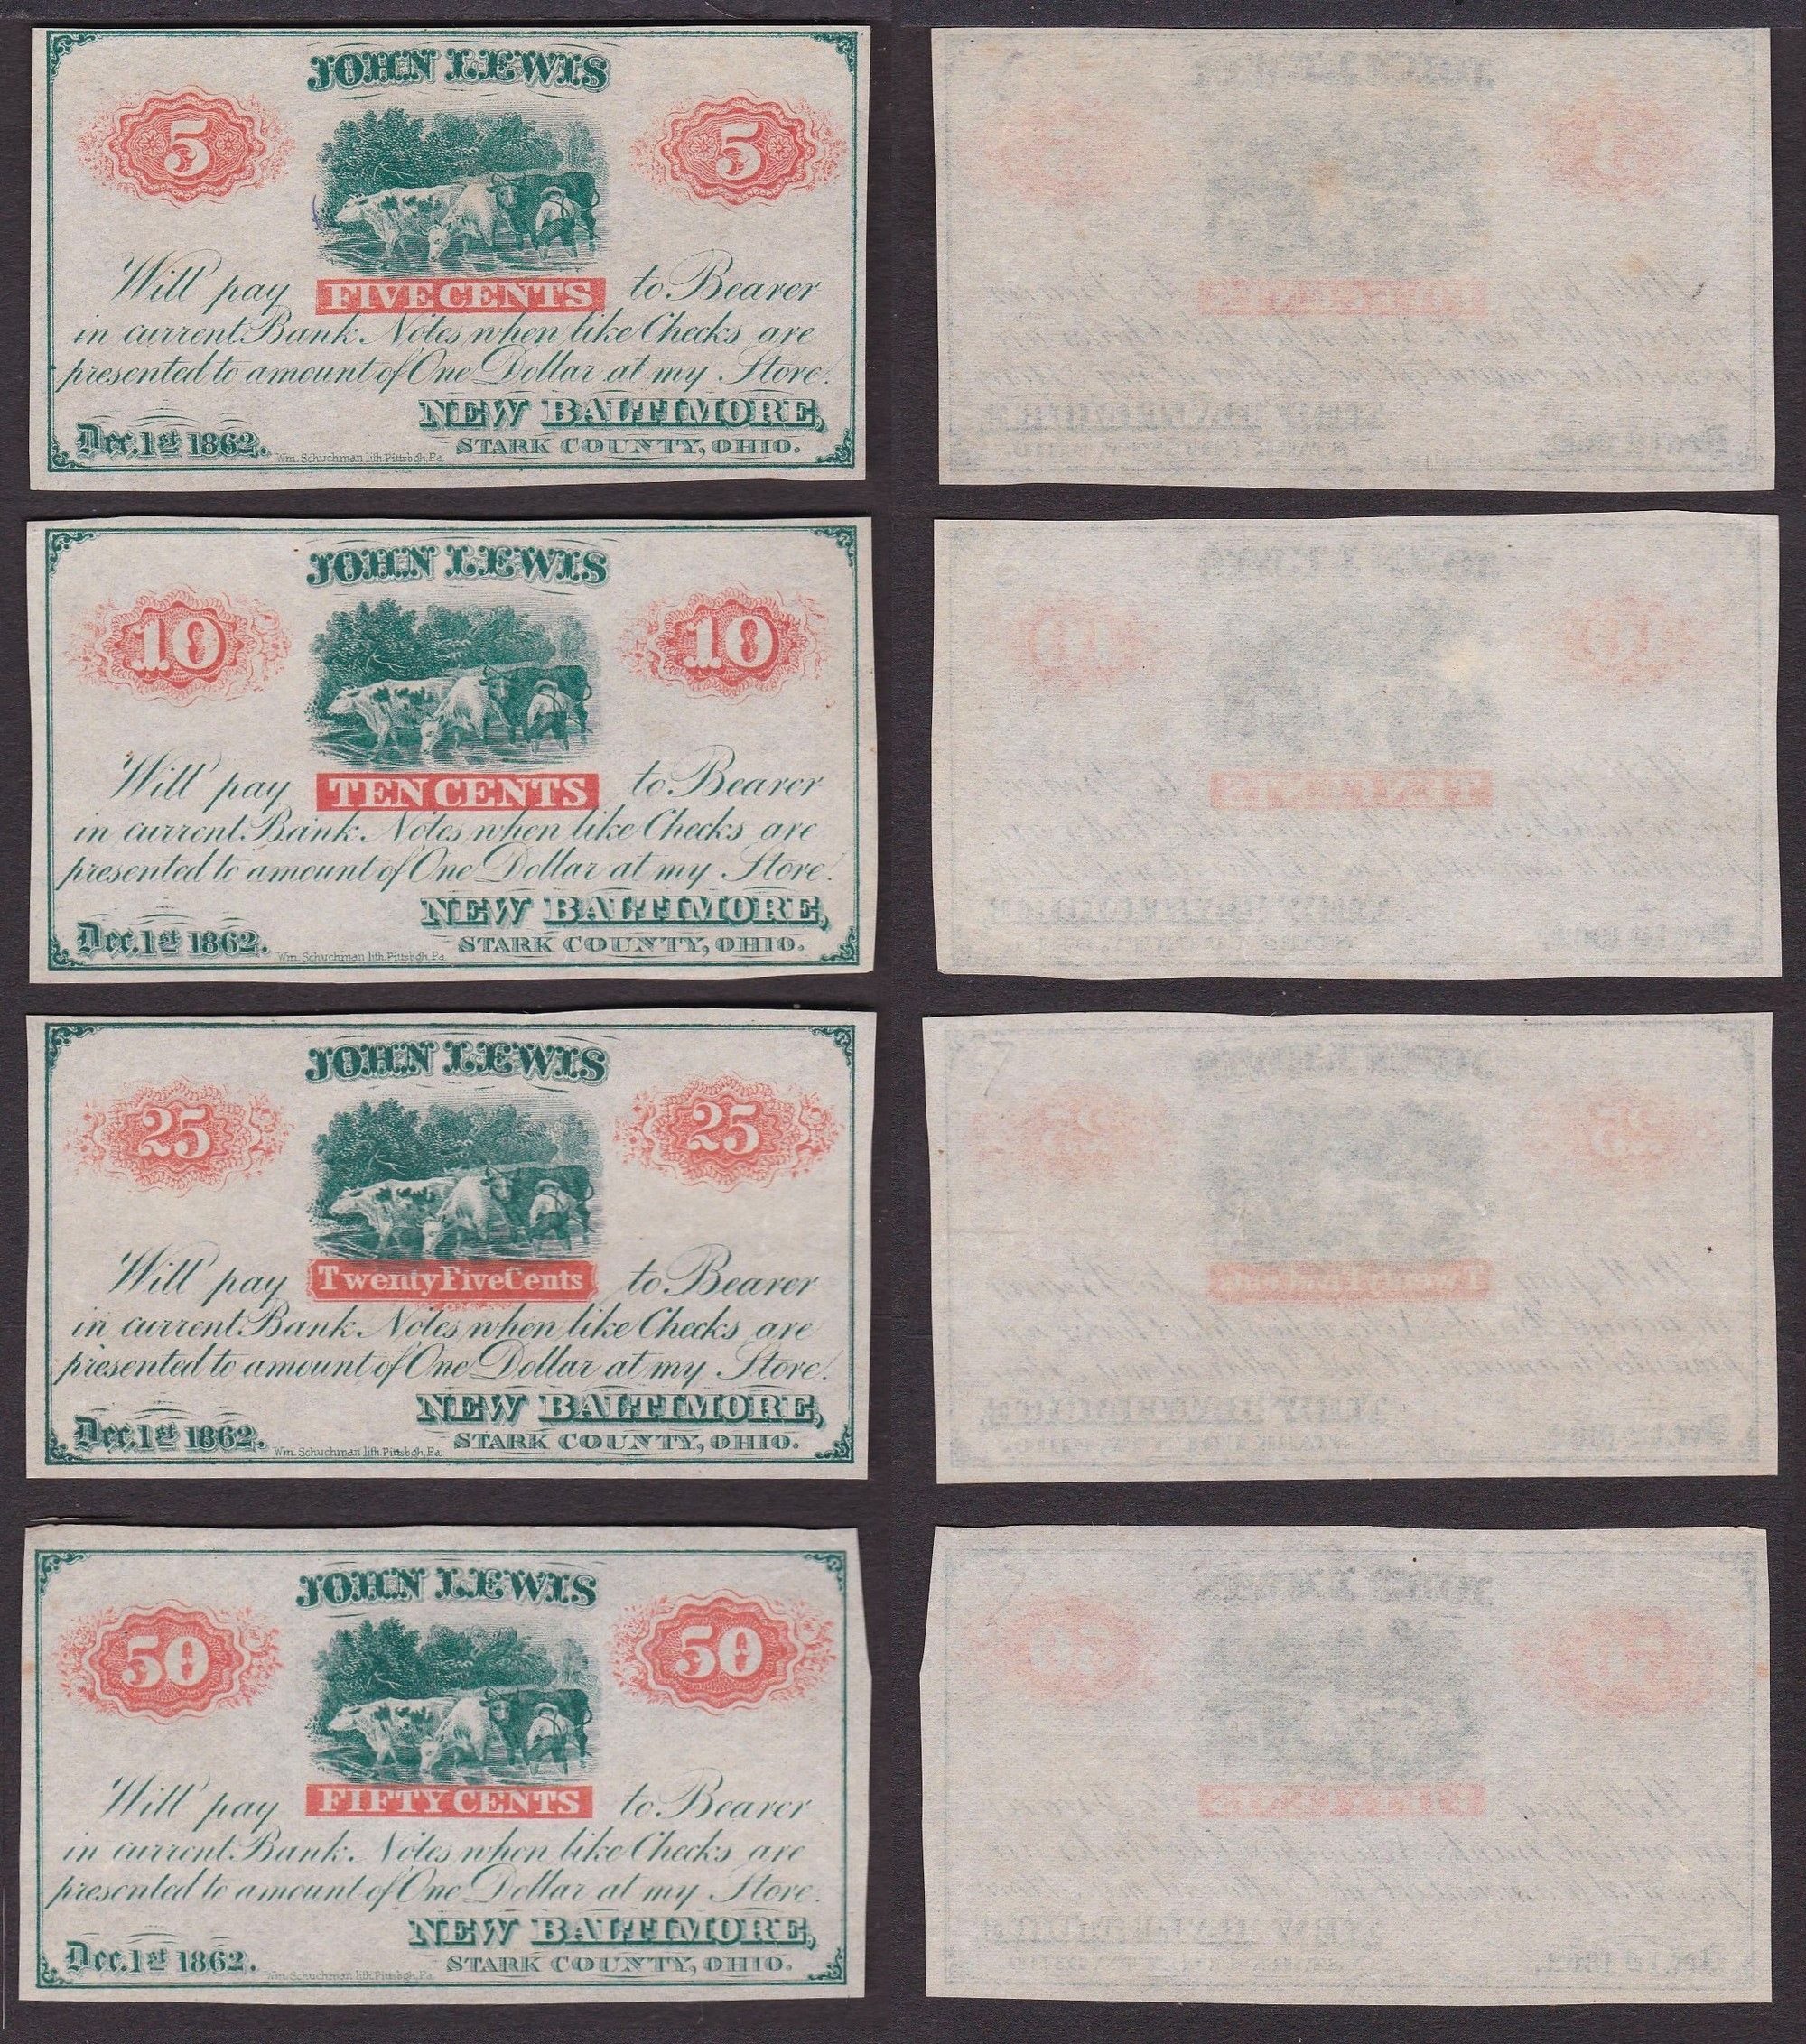 JOHN LEWIS
5 5
Will pay FIVE CENTS to Bearer
in current Bank Notes when like Checks are
presented to amount of One Dollar at my Store.
NEW BALTIMORE,
Dec. 1st 1862. Wm. Schuchman lith. Pittsbgh, Pa. STARK COUNTY, OHIO.
JOHN LEWIS
10 10
Will pay TEN CENTS to Bearer
in current Bank Notes when like Checks are
presented to amount of One Dollar at my Store.
NEW BALTIMORE,
Dec. 1st 1862. Wm. Schuchman lith. Pittsbgh, Pa. STARK COUNTY, OHIO.
JOHN LEWIS
25 25
Will pay Twenty Five Cents to Bearer
in current Bank Notes when like Checks are
presented to amount of One Dollar at my Store.
NEW BALTIMORE,
Dec. 1st 1862. Wm. Schuchman lith. Pittsbgh, Pa. STARK COUNTY, OHIO.
JOHN LEWIS
50 50
Will pay FIFTY CENTS to Bearer
in current Bank Notes when like Checks are
presented to amount of One Dollar at my Store.
NEW BALTIMORE,
Dec. 1st 1862. Wm. Schuchman lith. Pittsbgh, Pa. STARK COUNTY, OHIO.